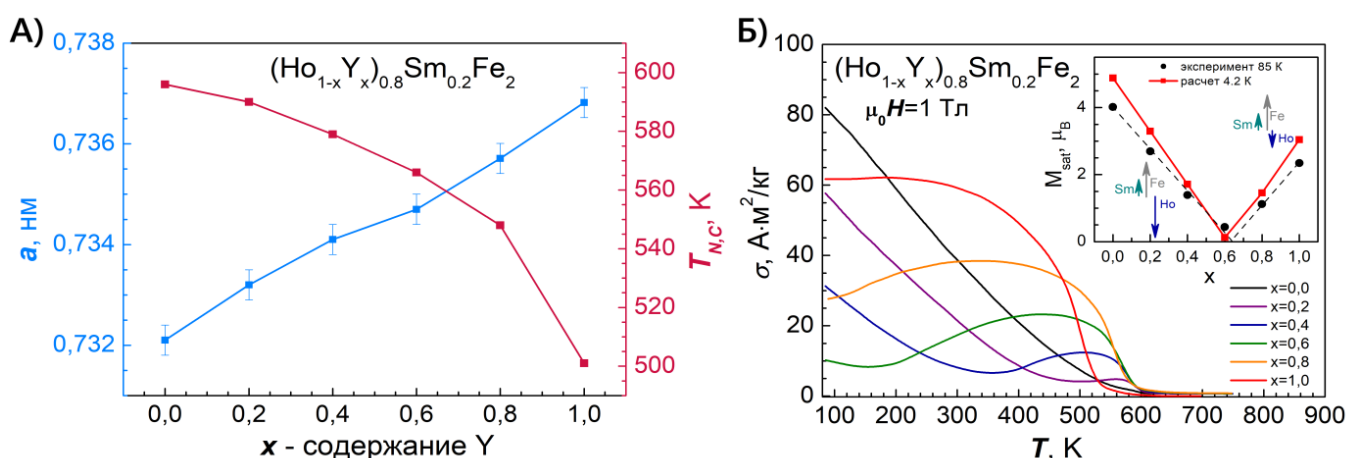 А)
(Ho1-xYx)0.8Sm0.2Fe2
a, нм
0,738
0,736
0,734
0,732
TN,C, K
600
580
560
540
520
500
0,0 0,2 0,4 0,6 0,8 1,0
x - содержание Y
Б)
(Ho1-xYx)0.8Sm0.2Fe2
μ0H=1 Тл
σ, А·м²/кг
100
80
60
40
20
0
100 200 300 400 500 600 700 800 900
T, K
эксперимент 85 К
расчет 4.2 К
Msat, μB
4
2
0
0,0 0,2 0,4 0,6 0,8 1,0
x
Sm Fe
Ho
Sm Fe
Ho
x=0,0
x=0,2
x=0,4
x=0,6
x=0,8
x=1,0